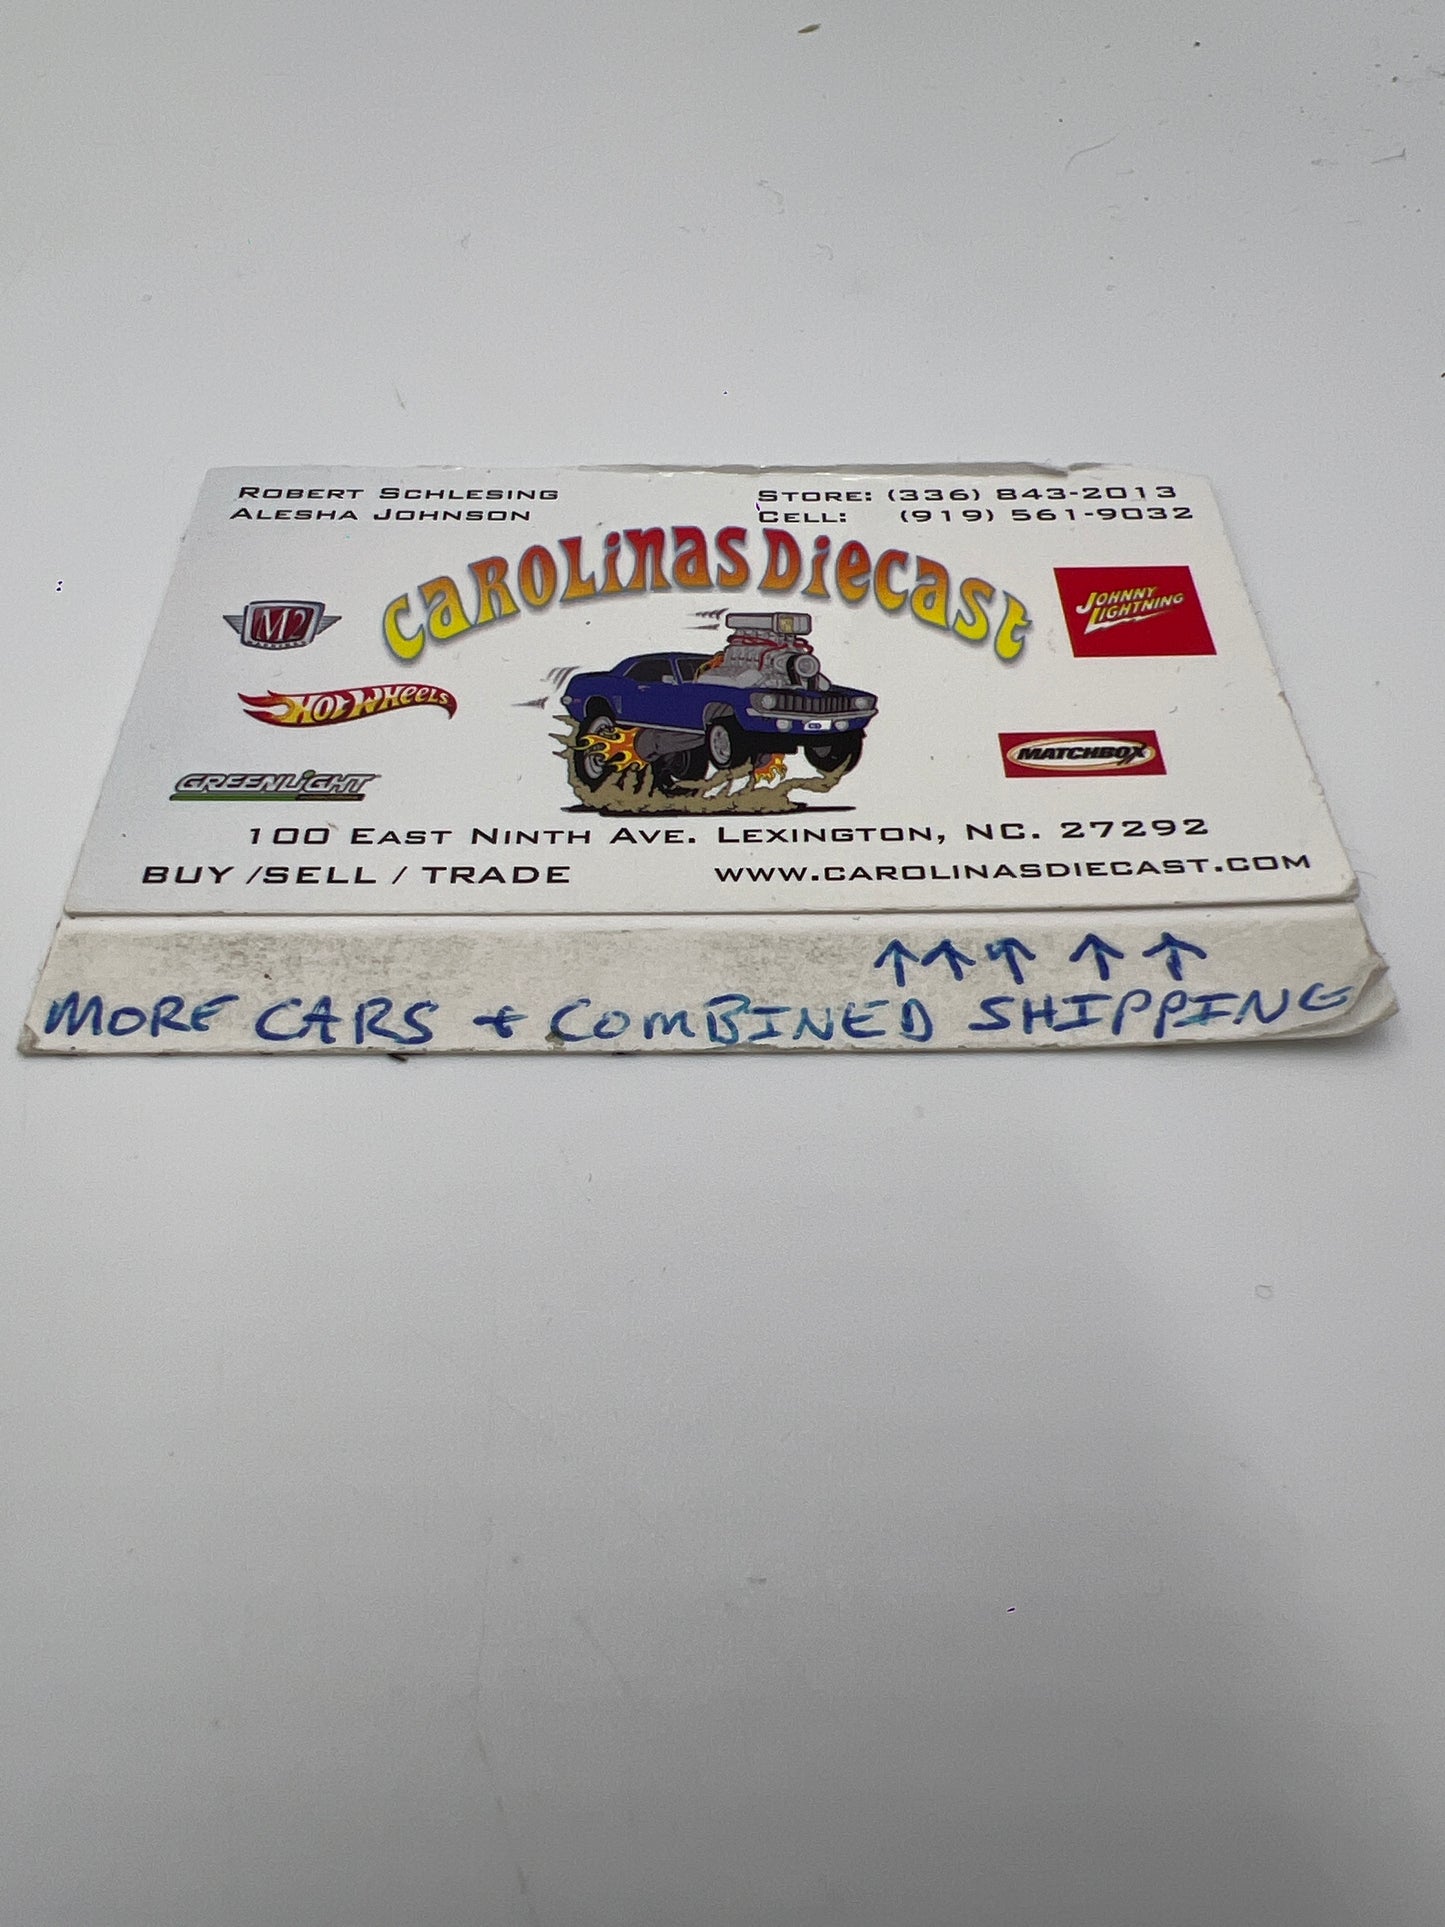 ROBERT SCHLESING
ALESHA JOHNSON
STORE: (336) 843-2013
CELL: (919) 561-9032
CAROLINAS DIECAST
M2
JOHNNY
LIGHTNING
HOT WHEELS
MATCHBOX
GREENLIGHT
100 EAST NINTH AVE. LEXINGTON, NC. 27292
BUY /SELL / TRADE
WWW.CAROLINASDIECAST.COM
↑ ↑ ↑ ↑ ↑
MORE CARS + COMBINED SHIPPING